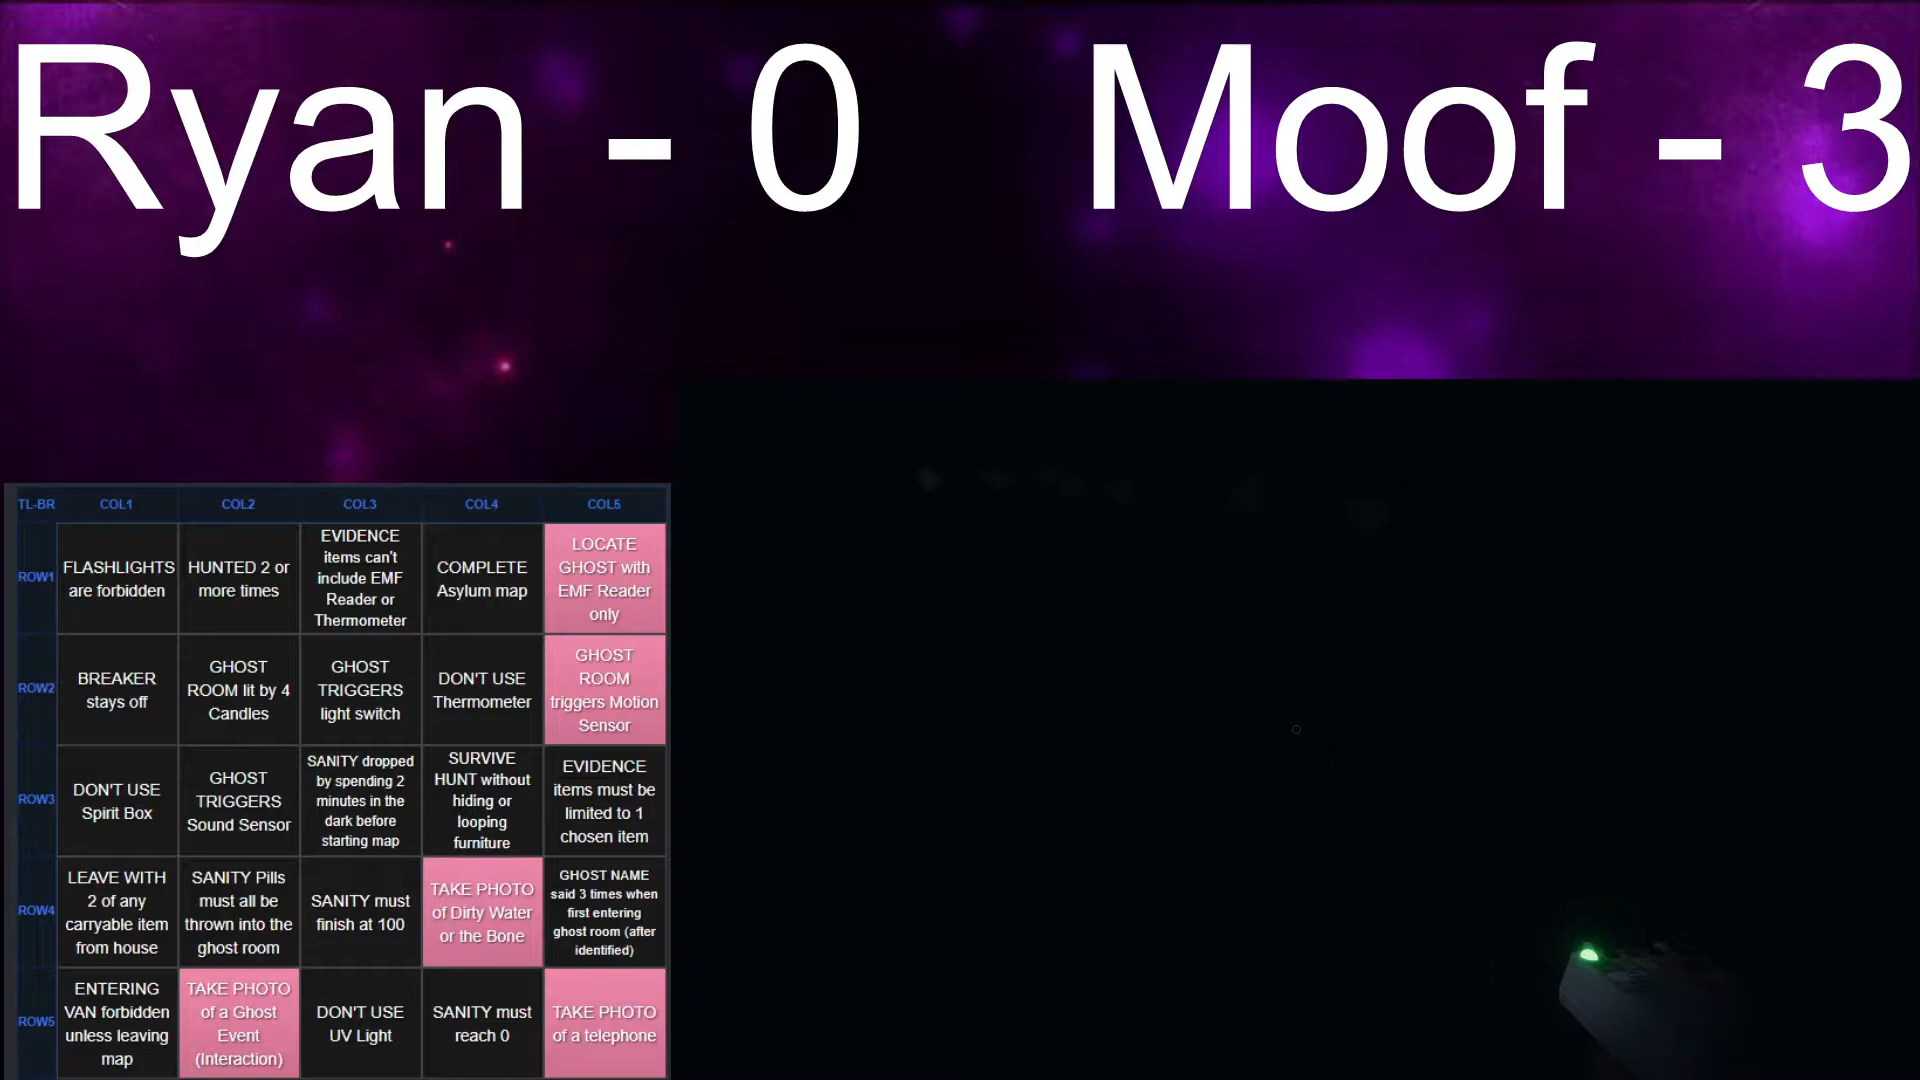 Ryan - 0 Moof - 3
TL-BR COL1 COL2 COL3 COL4 COL5
ROW1
FLASHLIGHTS
are forbidden
HUNTED 2 or
more times
EVIDENCE
items can't
include EMF
Reader or
Thermometer
COMPLETE
Asylum map
LOCATE
GHOST with
EMF Reader
only
ROW2
BREAKER
stays off
GHOST
ROOM lit by 4
Candles
GHOST
TRIGGERS
light switch
DON'T USE
Thermometer
GHOST
ROOM
triggers Motion
Sensor
ROW3
DON'T USE
Spirit Box
GHOST
TRIGGERS
Sound Sensor
SANITY dropped
by spending 2
minutes in the
dark before
starting map
SURVIVE
HUNT without
hiding or
looping
furniture
EVIDENCE
items must be
limited to 1
chosen item
ROW4
LEAVE WITH
2 of any
carryable item
from house
SANITY Pills
must all be
thrown into the
ghost room
SANITY must
finish at 100
TAKE PHOTO
of Dirty Water
or the Bone
GHOST NAME
said 3 times when
first entering
ghost room (after
identified)
ROW5
ENTERING
VAN forbidden
unless leaving
map
TAKE PHOTO
of a Ghost
Event
(Interaction)
DON'T USE
UV Light
SANITY must
reach 0
TAKE PHOTO
of a telephone